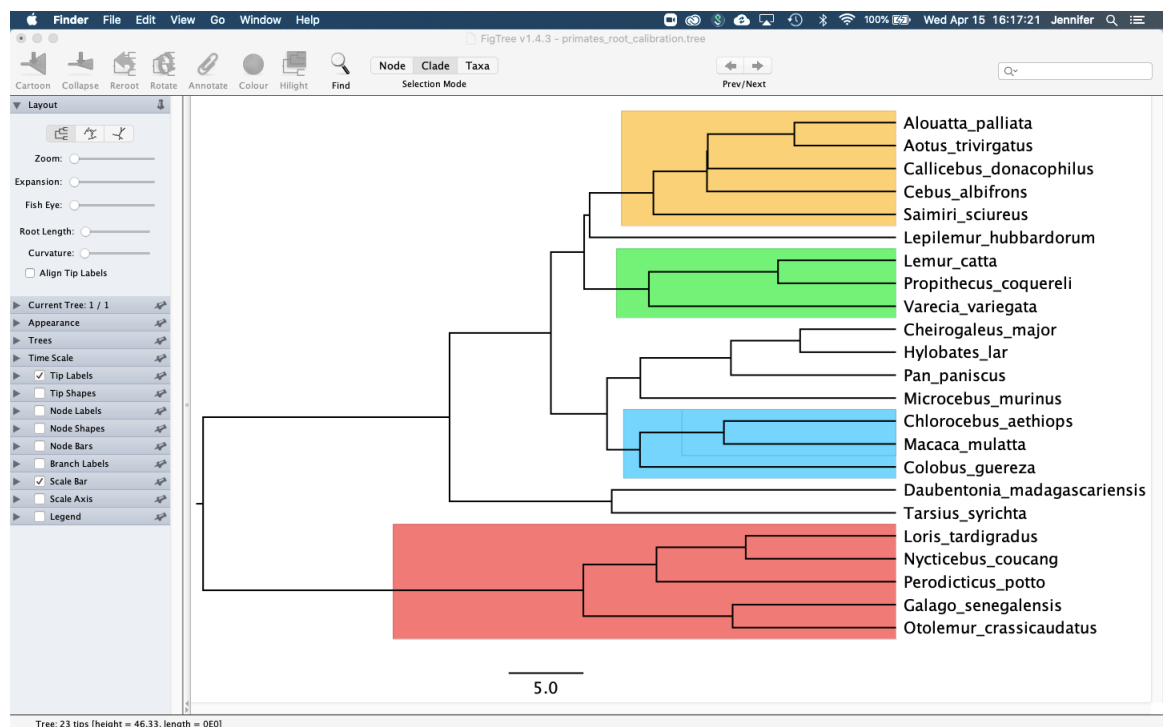 Finder File Edit View Go Window Help 100% Wed Apr 15 16:17:21 Jennifer
FigTree v1.4.3 - primates_root_calibration.tree
Node Clade Taxa
Cartoon Collapse Reroot Rotate Annotate Colour Hilight Find Selection Mode Prev/Next
Layout
Zoom:
Expansion:
Fish Eye:
Root Length:
Curvature:
Align Tip Labels
Current Tree: 1 / 1
Appearance
Trees
Time Scale
Tip Labels
Tip Shapes
Node Labels
Node Shapes
Node Bars
Branch Labels
Scale Bar
Scale Axis
Legend
Alouatta_palliata
Aotus_trivirgatus
Callicebus_donacophilus
Cebus_albifrons
Saimiri_sciureus
Lepilemur_hubbardorum
Lemur_catta
Propithecus_coquereli
Varecia_variegata
Cheirogaleus_major
Hylobates_lar
Pan_paniscus
Microcebus_murinus
Chlorocebus_aethiops
Macaca_mulatta
Colobus_guereza
Daubentonia_madagascariensis
Tarsius_syrichta
Loris_tardigradus
Nycticebus_coucang
Perodicticus_potto
Galago_senegalensis
Otolemur_crassicaudatus
5.0
Tree: 23 tips [height = 46.33, length = 0E0]